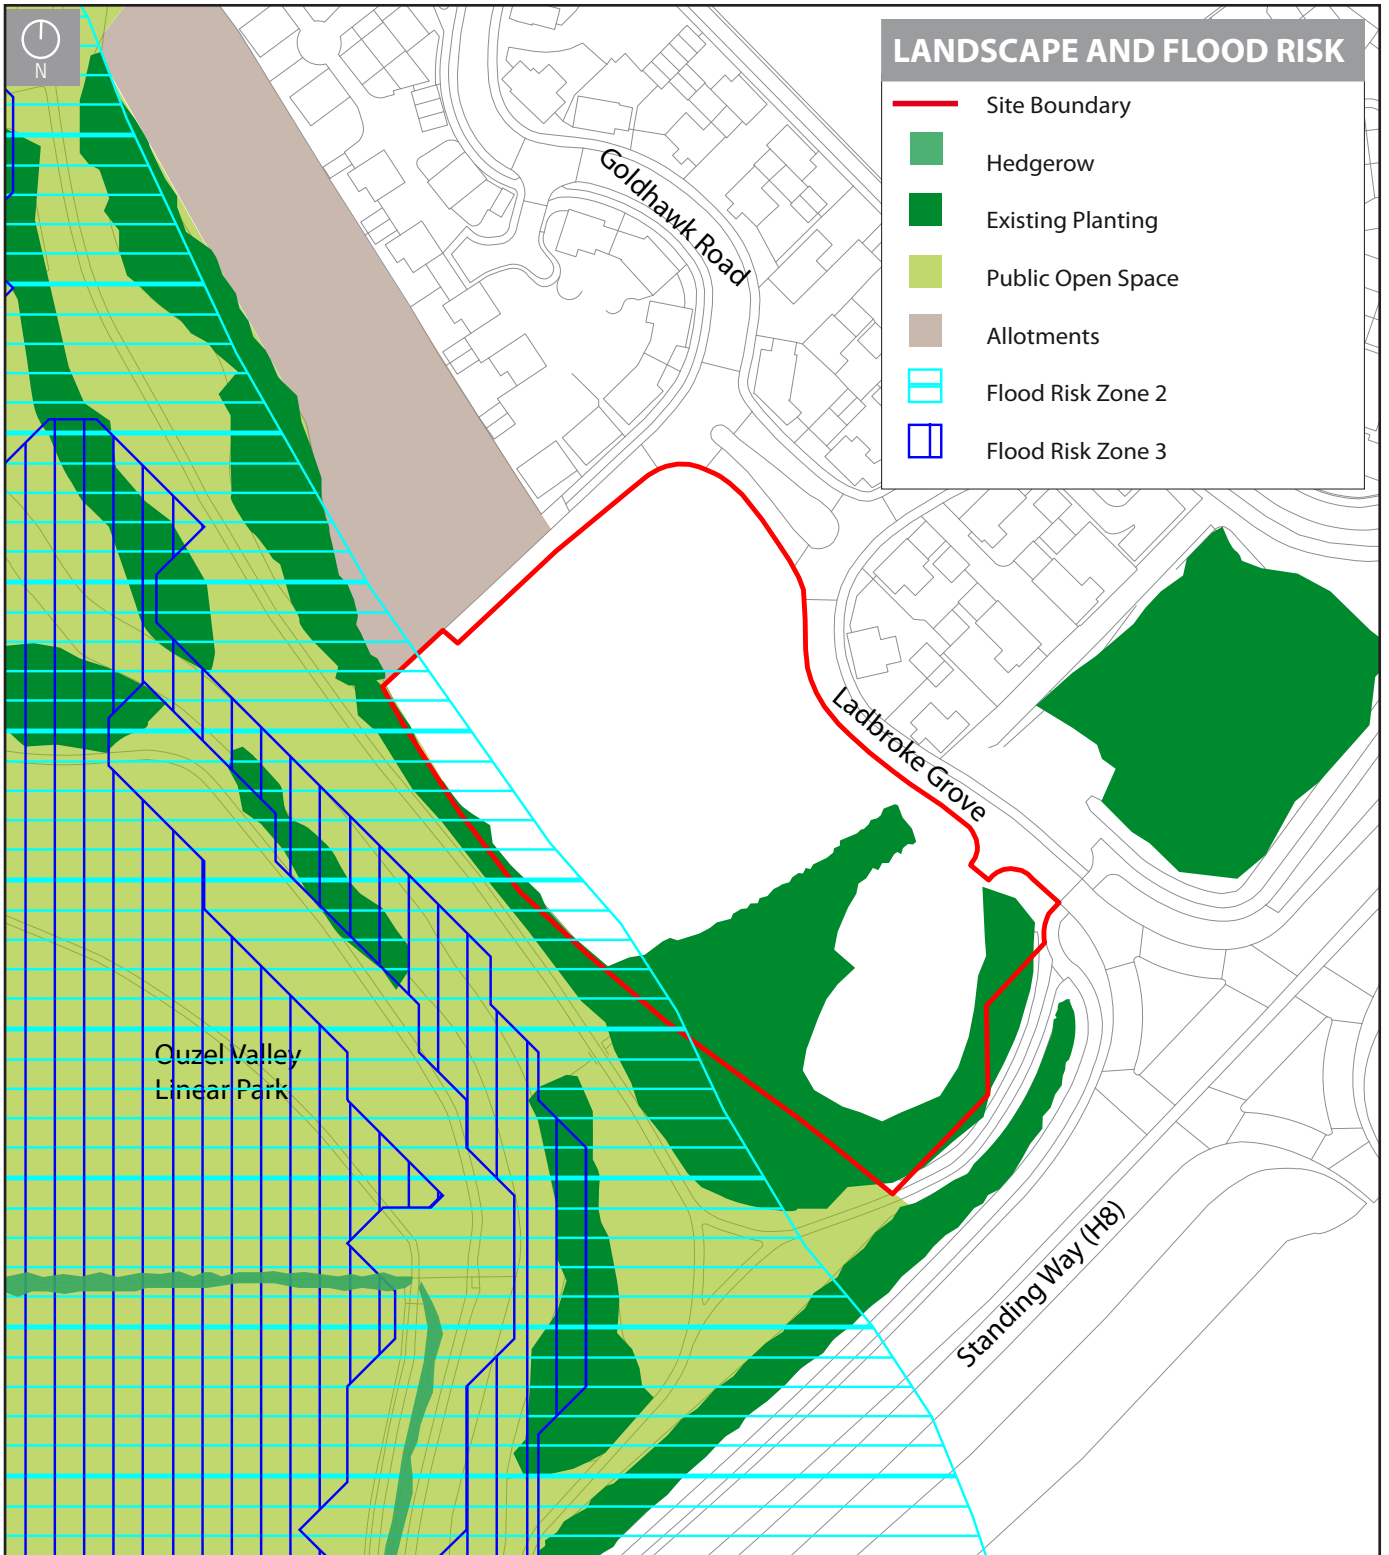 N
LANDSCAPE AND FLOOD RISK
Site Boundary
Hedgerow
Existing Planting
Public Open Space
Allotments
Flood Risk Zone 2
Flood Risk Zone 3
Goldhawk Road
Ladbroke Grove
Ouzel Valley
Linear Park
Standing Way (H8)